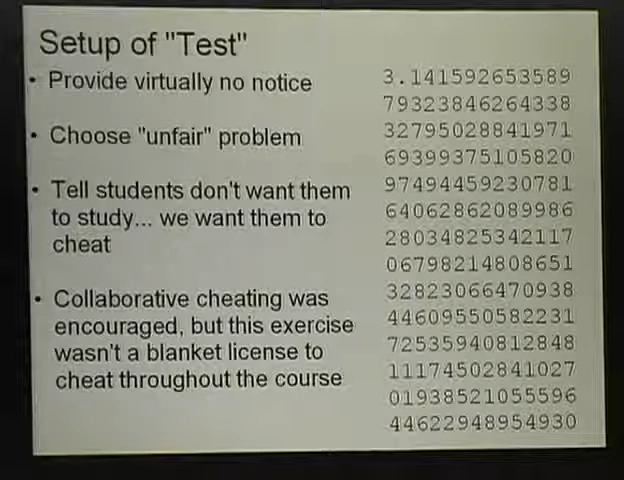 Setup of "Test"
• Provide virtually no notice
• Choose "unfair" problem
• Tell students don't want them
to study... we want them to
cheat
• Collaborative cheating was
encouraged, but this exercise
wasn't a blanket license to
cheat throughout the course
3.141592653589
79323846264338
32795028841971
69399375105820
97494459230781
64062862089986
28034825342117
06798214808651
32823066470938
44609550582231
72535940812848
11174502841027
01938521105596
44622948954930